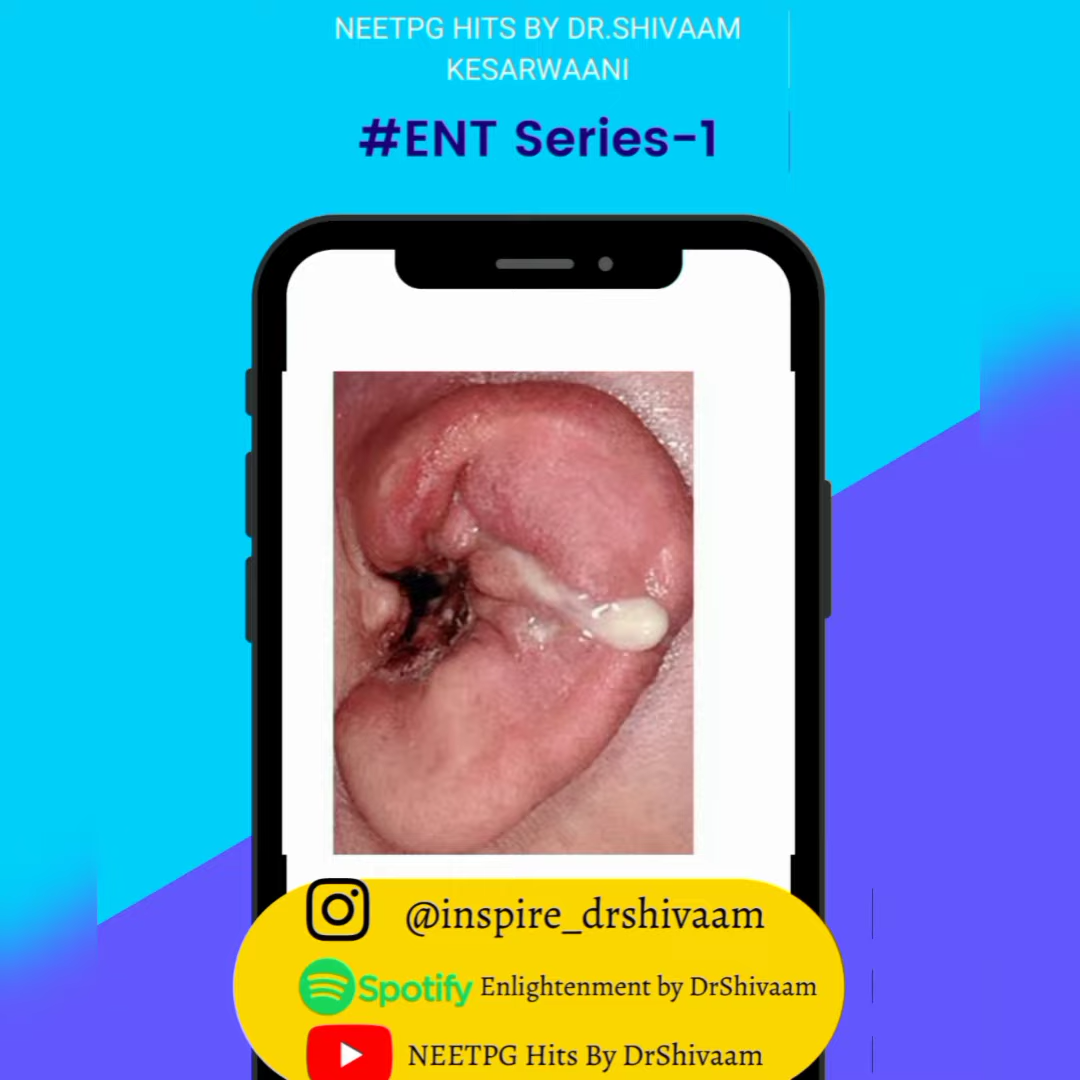 NEETPG HITS BY DR.SHIVAAM
KESARWAANI
#ENT Series-1
@inspire_drshivaam
Spotify Enlightenment by DrShivaam
NEETPG Hits By DrShivaam